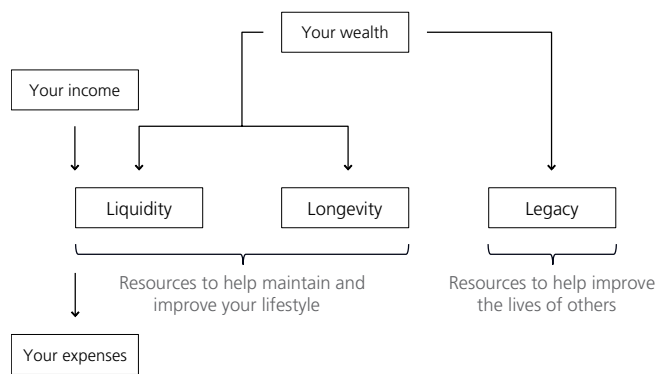 Your wealth
Your income
Liquidity
Longevity
Legacy
Resources to help maintain and
improve your lifestyle
Resources to help improve
the lives of others
Your expenses